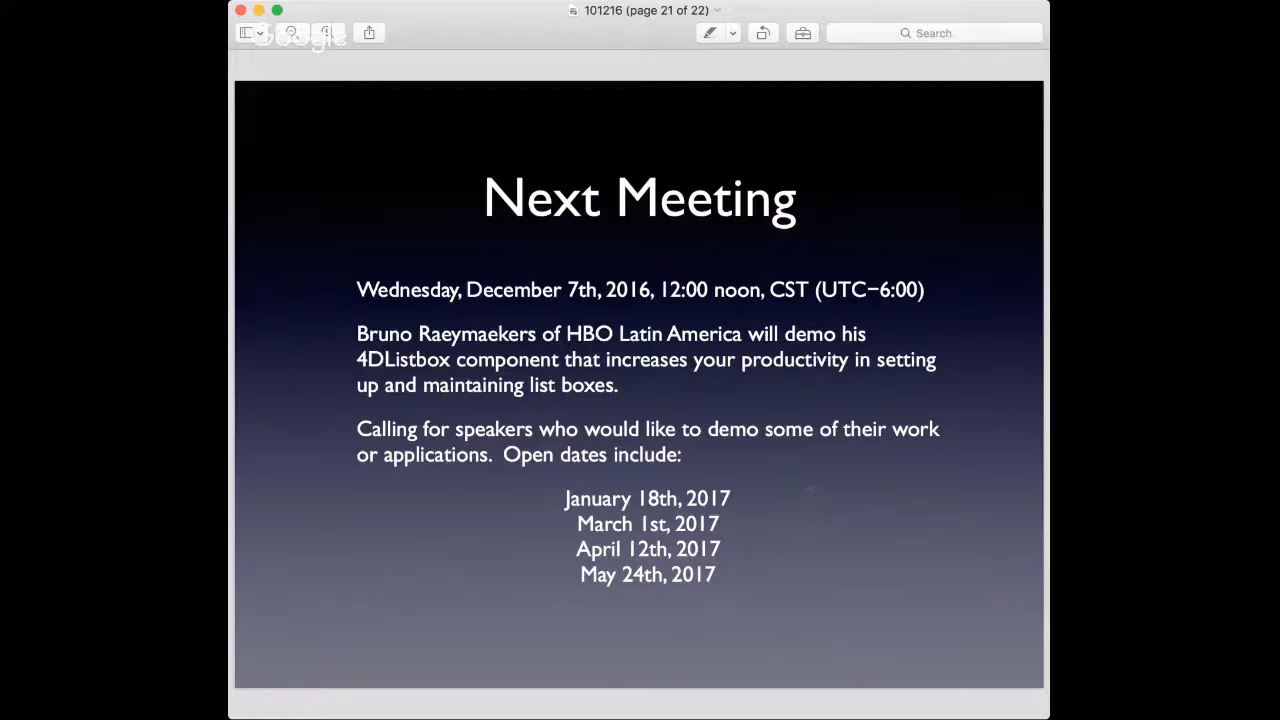 101216 (page 21 of 22)
Google
Search
Next Meeting
Wednesday, December 7th, 2016, 12:00 noon, CST (UTC−6:00)
Bruno Raeymaekers of HBO Latin America will demo his
4DListbox component that increases your productivity in setting
up and maintaining list boxes.
Calling for speakers who would like to demo some of their work
or applications. Open dates include:
January 18th, 2017
March 1st, 2017
April 12th, 2017
May 24th, 2017